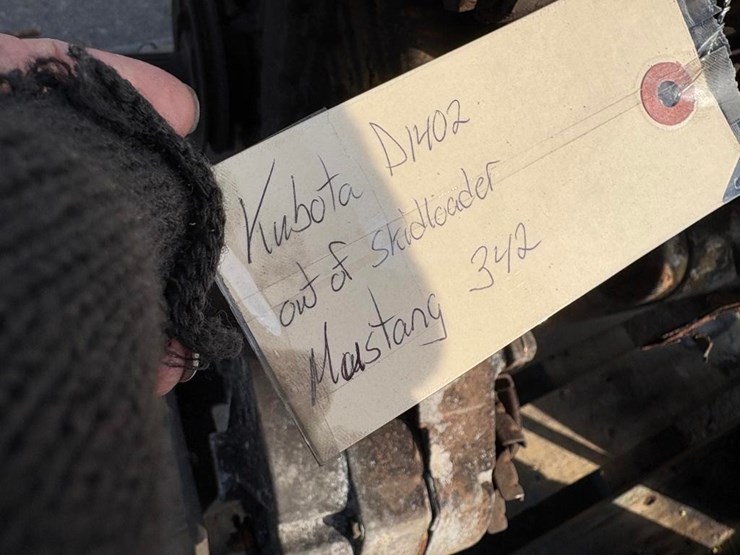 Kubota D1402
out of skidloader
Mustang 342